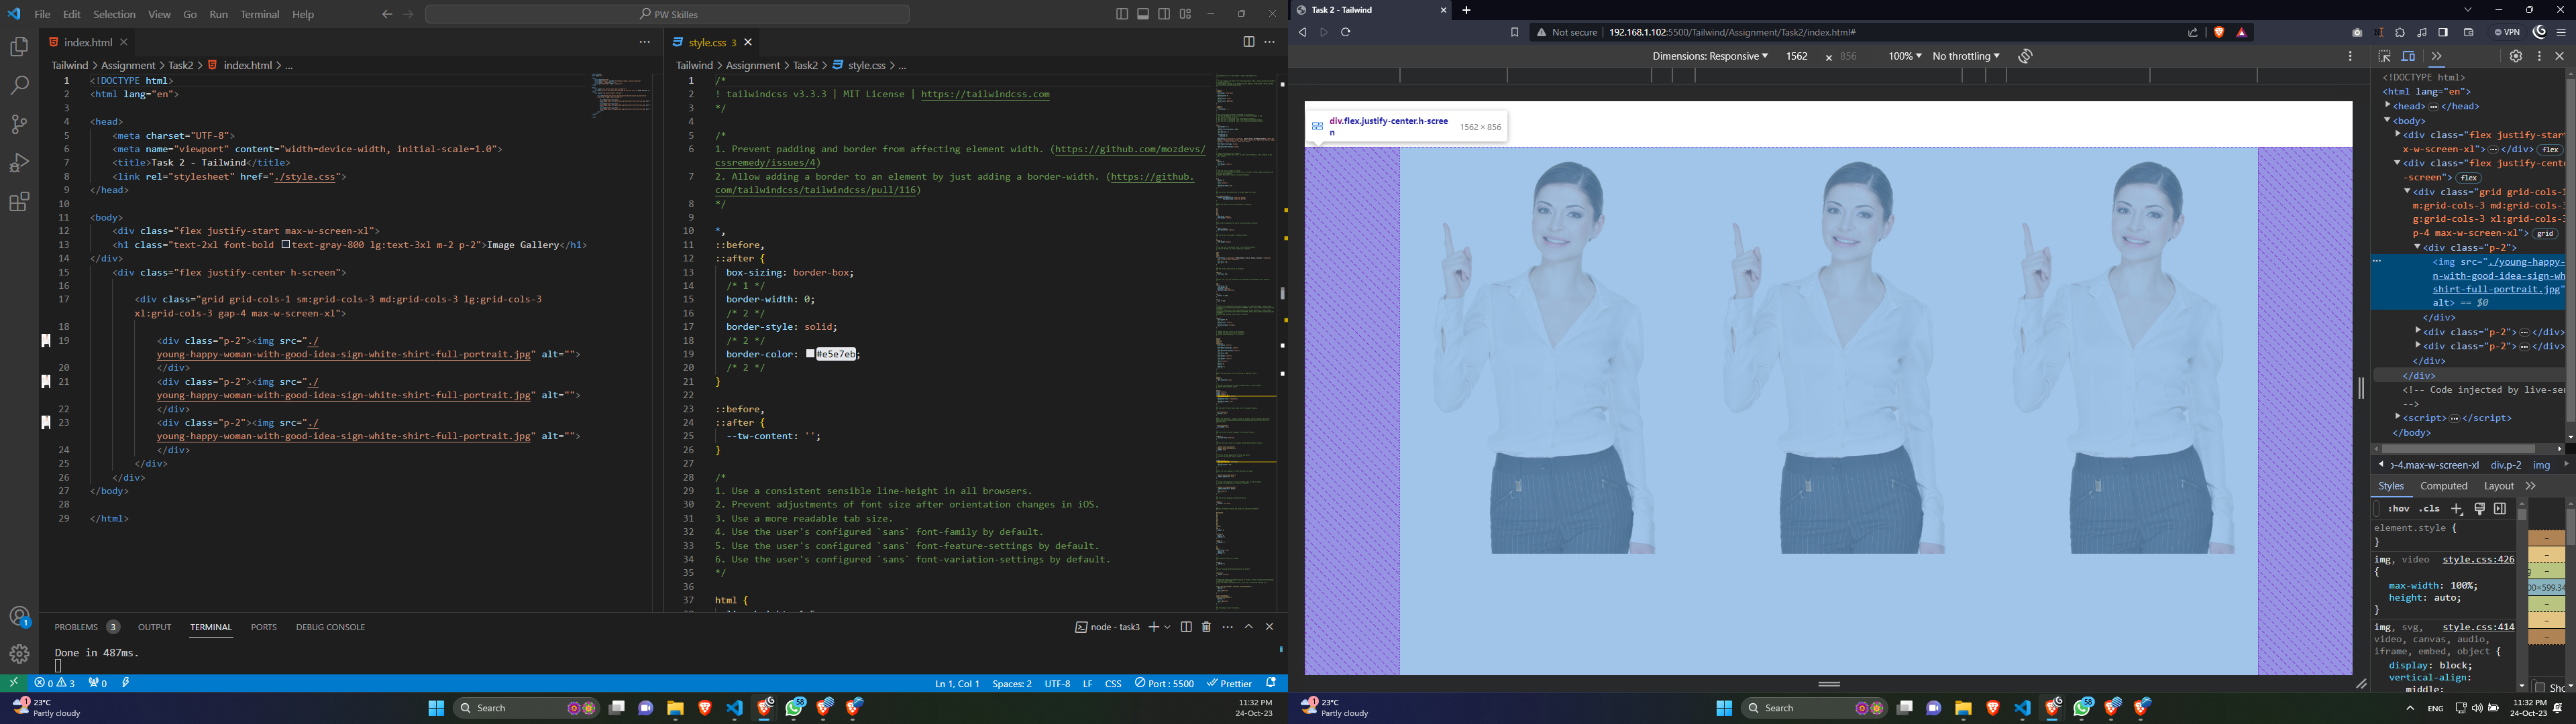 File Edit Selection View Go Run Terminal Help
PW Skilles
index.html
Tailwind > Assignment > Task2 > index.html > ...
1 <!DOCTYPE html>
2 <html lang="en">
3
4 <head>
5 <meta charset="UTF-8">
6 <meta name="viewport" content="width=device-width, initial-scale=1.0">
7 <title>Task 2 - Tailwind</title>
8 <link rel="stylesheet" href="./style.css">
9 </head>
10
11 <body>
12 <div class="flex justify-start max-w-screen-xl">
13 <h1 class="text-2xl font-bold text-gray-800 lg:text-3xl m-2 p-2">Image Gallery</h1>
14 </div>
15 <div class="flex justify-center h-screen">
16
17 <div class="grid grid-cols-1 sm:grid-cols-3 md:grid-cols-3 lg:grid-cols-3
xl:grid-cols-3 gap-4 max-w-screen-xl">
18
19 <div class="p-2"><img src="./
young-happy-woman-with-good-idea-sign-white-shirt-full-portrait.jpg" alt="">
20 </div>
21 <div class="p-2"><img src="./
young-happy-woman-with-good-idea-sign-white-shirt-full-portrait.jpg" alt="">
22 </div>
23 <div class="p-2"><img src="./
young-happy-woman-with-good-idea-sign-white-shirt-full-portrait.jpg" alt="">
24 </div>
25 </div>
26 </div>
27 </body>
28
29 </html>
style.css 3
Tailwind > Assignment > Task2 > style.css > ...
1 /*
2 ! tailwindcss v3.3.3 | MIT License | https://tailwindcss.com
3 */
4
5 /*
6 1. Prevent padding and border from affecting element width. (https://github.com/mozdevs/
cssremedy/issues/4)
7 2. Allow adding a border to an element by just adding a border-width. (https://github.
com/tailwindcss/tailwindcss/pull/116)
8 */
9
10 *,
11 ::before,
12 ::after {
13 box-sizing: border-box;
14 /* 1 */
15 border-width: 0;
16 /* 2 */
17 border-style: solid;
18 /* 2 */
19 border-color: #e5e7eb;
20 /* 2 */
21 }
22
23 ::before,
24 ::after {
25 --tw-content: '';
26 }
27
28 /*
29 1. Use a consistent sensible line-height in all browsers.
30 2. Prevent adjustments of font size after orientation changes in iOS.
31 3. Use a more readable tab size.
32 4. Use the user's configured `sans` font-family by default.
33 5. Use the user's configured `sans` font-feature-settings by default.
34 6. Use the user's configured `sans` font-variation-settings by default.
35 */
36
37 html {
PROBLEMS 3 OUTPUT TERMINAL PORTS DEBUG CONSOLE
node - task3
Done in 487ms.
0 3 0
Ln 1, Col 1 Spaces: 2 UTF-8 LF CSS Port : 5500 Prettier
23°C
Partly cloudy
Search
11:32 PM
24-Oct-23
Task 2 - Tailwind
Not secure 192.168.1.102:5500/Tailwind/Assignment/Task2/index.html#
VPN
Dimensions: Responsive 1562 × 856 100% No throttling
div.flex.justify-center.h-scree
n
1562 × 856
<!DOCTYPE html>
<html lang="en">
<head> </head>
<body>
<div class="flex justify-star
x-w-screen-xl"> </div> flex
<div class="flex justify-cent
-screen"> flex
<div class="grid grid-cols-1
m:grid-cols-3 md:grid-cols-3
g:grid-cols-3 xl:grid-cols-3
p-4 max-w-screen-xl"> grid
<div class="p-2">
<img src="./young-happy-
n-with-good-idea-sign-wh
shirt-full-portrait.jpg"
alt> == $0
</div>
<div class="p-2"> </div>
<div class="p-2"> </div>
</div>
</div>
<!-- Code injected by live-ser
-->
<script> </script>
</body>
p-4.max-w-screen-xl div.p-2 img
Styles Computed Layout
:hov .cls
element.style {
}
img, video style.css:426
{
max-width: 100%;
height: auto;
}
img, svg, style.css:414
video, canvas, audio,
iframe, embed, object {
display: block;
vertical-align:
middle;
00×599.34
Sho
23°C
Partly cloudy
Search
ENG
11:32 PM
24-Oct-23